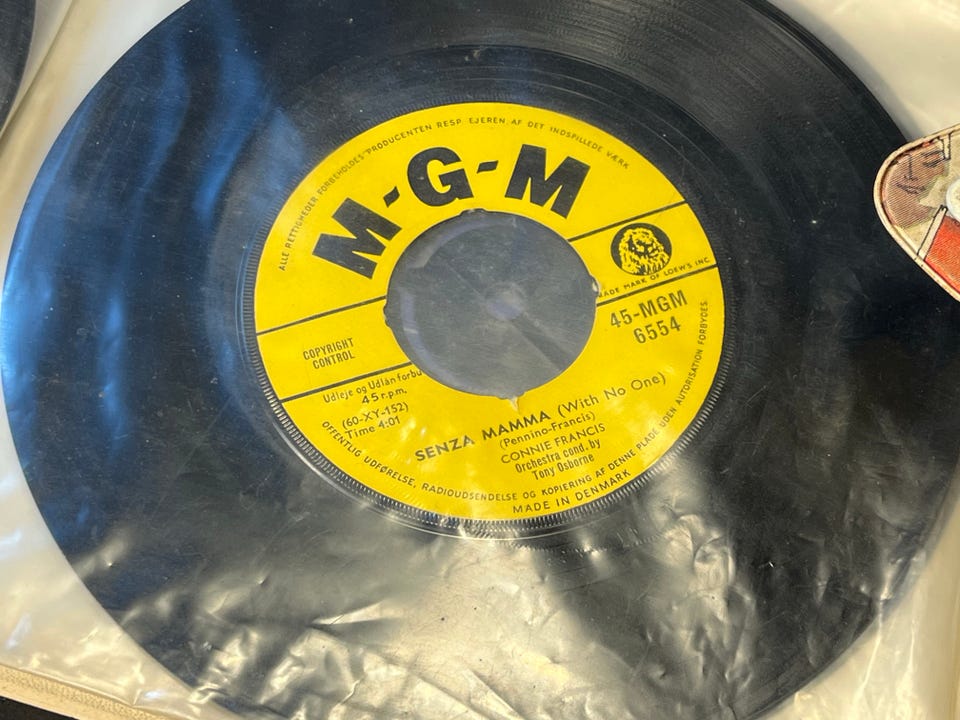 ALLE RETTIGHEDER FORBEHOLDES PRODUCENTEN RESP. EJEREN AF DET INDSPILLEDE VÆRK
M-G-M
TRADE MARK OF LOEW'S INC.
45-MGM
6554
COPYRIGHT
CONTROL
Udleje og Udlån forbu
45 r.p.m.
(60-XY-152)
Time 4:01
SENZA MAMMA (With No One)
(Pennino-Francis)
CONNIE FRANCIS
Orchestra cond. by
Tony Osborne
OFFENTLIG UDFØRELSE, RADIOUDSENDELSE OG KOPIERING AF DENNE PLADE UDEN AUTORISATION FORBYDES.
MADE IN DENMARK